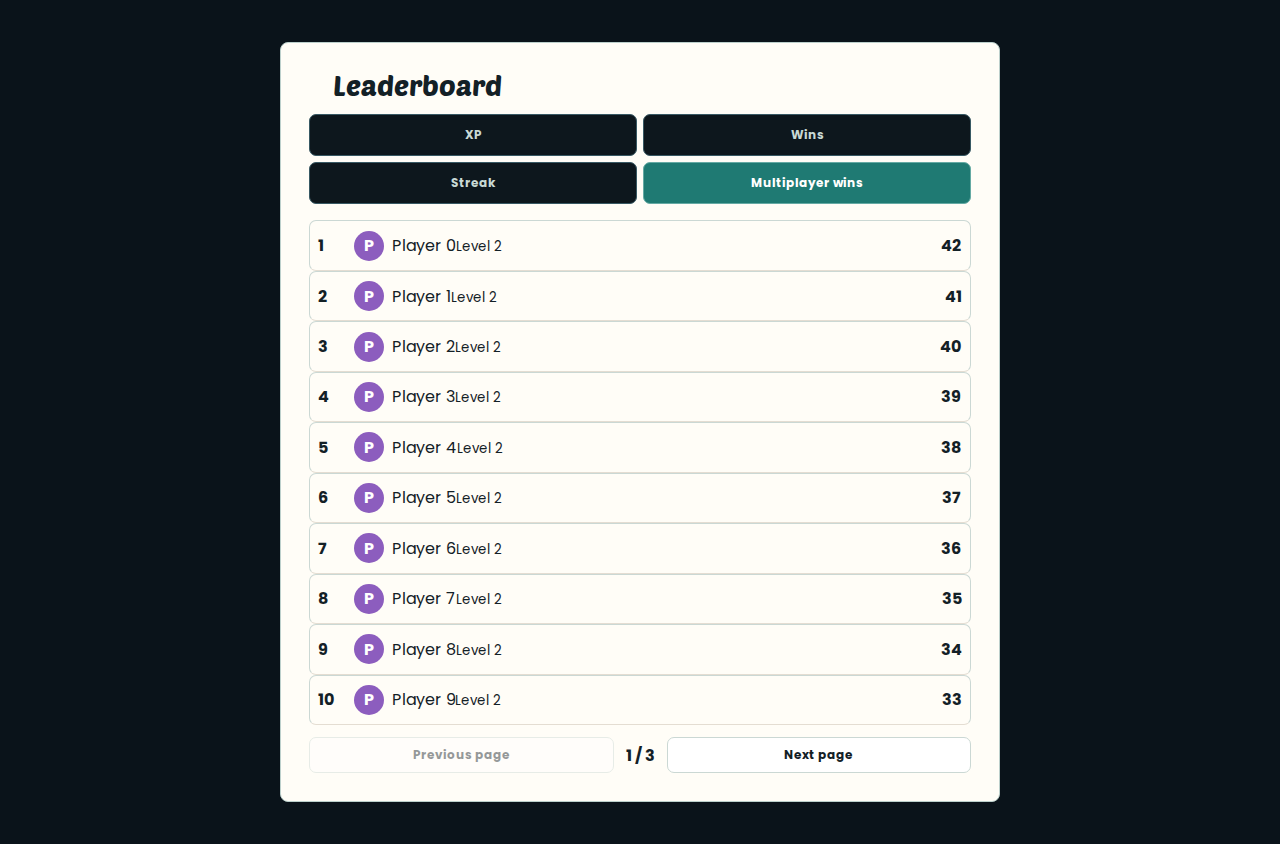 Leaderboard
XP Wins
Streak Multiplayer wins
1 P Player 0Level 2 42
2 P Player 1Level 2 41
3 P Player 2Level 2 40
4 P Player 3Level 2 39
5 P Player 4Level 2 38
6 P Player 5Level 2 37
7 P Player 6Level 2 36
8 P Player 7Level 2 35
9 P Player 8Level 2 34
10 P Player 9Level 2 33
Previous page 1 / 3 Next page